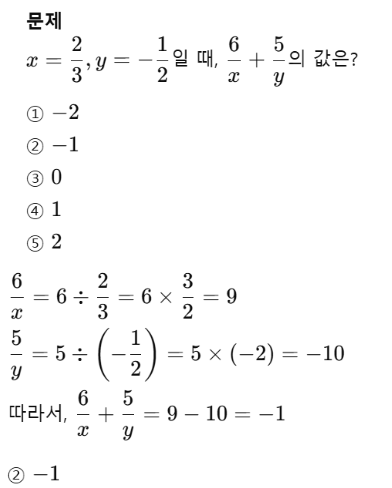 문제
x = 2/3, y = −1/2일 때, 6/x + 5/y의 값은?
① −2
② −1
③ 0
④ 1
⑤ 2
6/x = 6 ÷ 2/3 = 6 × 3/2 = 9
5/y = 5 ÷ (−1/2) = 5 × (−2) = −10
따라서, 6/x + 5/y = 9 − 10 = −1
② −1